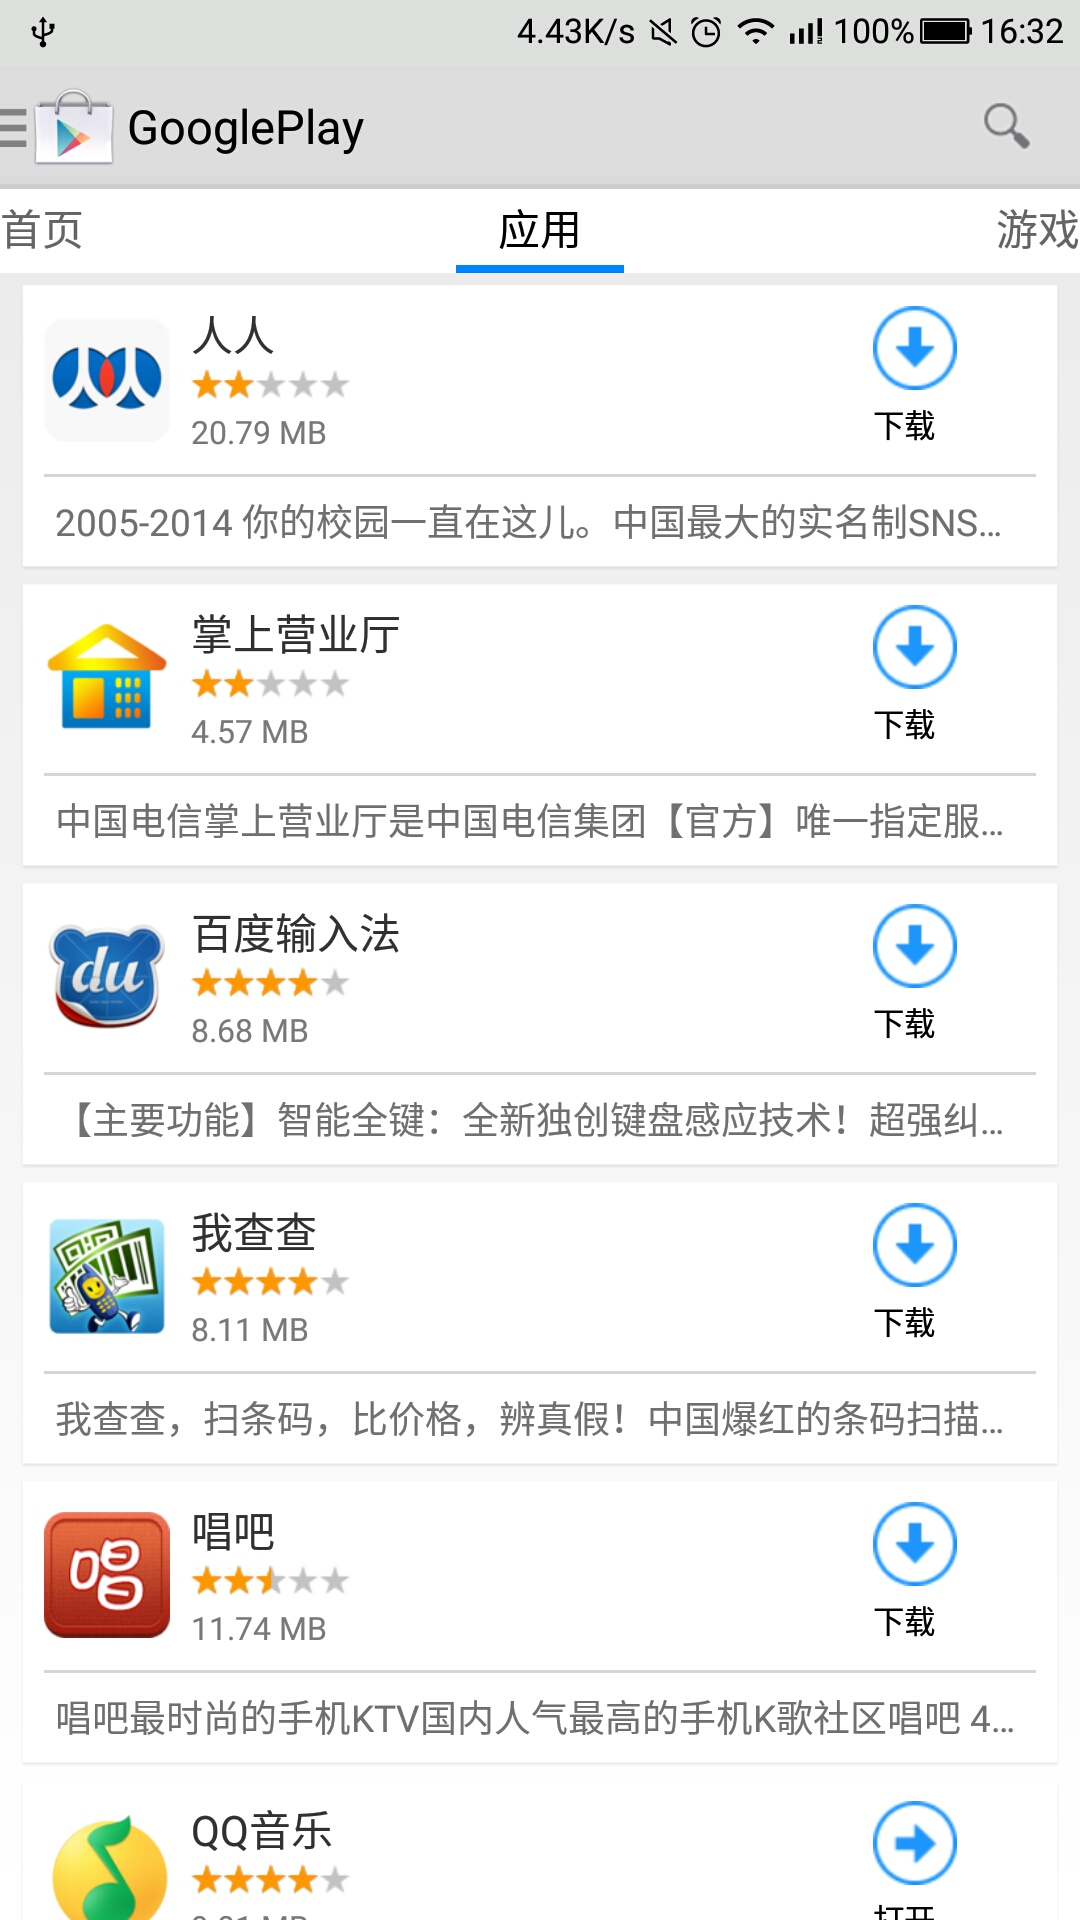 4.43K/s 100% 16:32
GooglePlay
首页 应用 游戏
人人
20.79 MB
下载
2005-2014 你的校园一直在这儿。中国最大的实名制SNS...
掌上营业厅
4.57 MB
下载
中国电信掌上营业厅是中国电信集团【官方】唯一指定服...
du
百度输入法
8.68 MB
下载
【主要功能】智能全键：全新独创键盘感应技术！超强纠...
我查查
8.11 MB
下载
我查查，扫条码，比价格，辨真假！中国爆红的条码扫描...
唱
唱吧
11.74 MB
下载
唱吧最时尚的手机KTV国内人气最高的手机K歌社区唱吧 4...
QQ音乐
打开